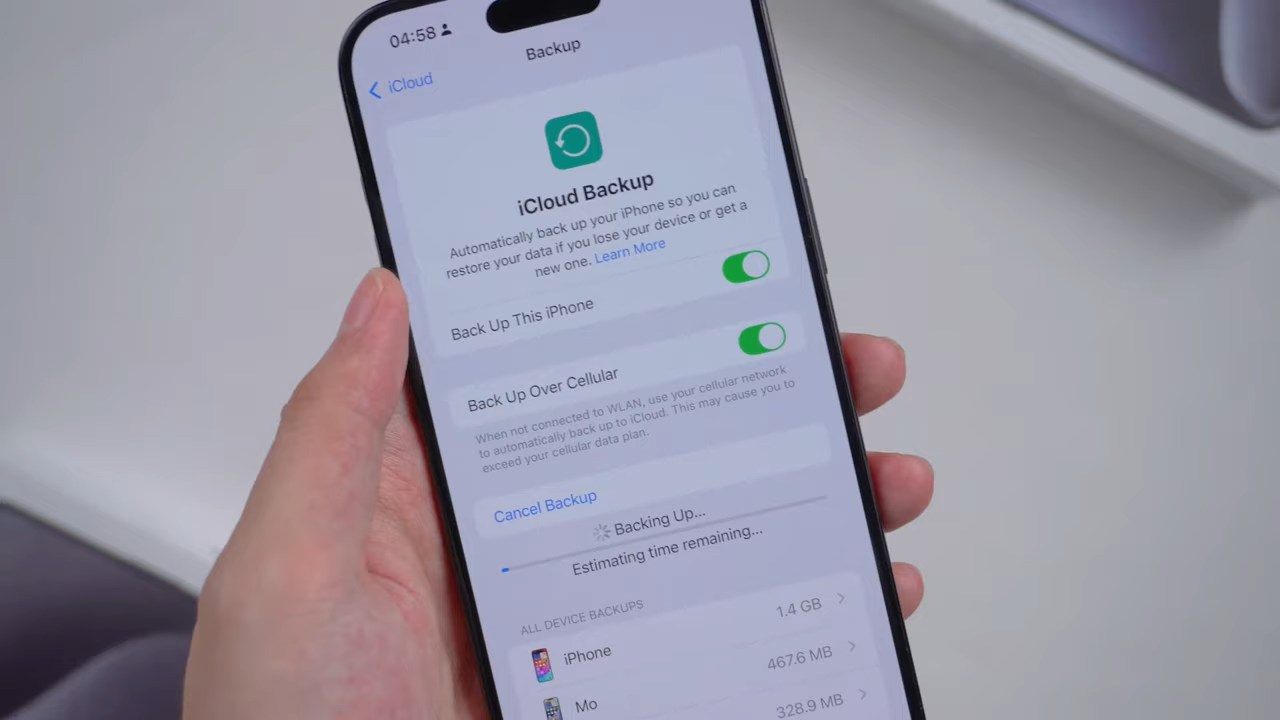 04:58
Backup
iCloud
iCloud Backup
Automatically back up your iPhone so you can
restore your data if you lose your device or get a
new one. Learn More
Back Up This iPhone
Back Up Over Cellular
When not connected to WLAN, use your cellular network
to automatically back up to iCloud. This may cause you to
exceed your cellular data plan.
Cancel Backup
Backing Up...
Estimating time remaining...
ALL DEVICE BACKUPS
iPhone 1.4 GB
Mo 467.6 MB
328.9 MB